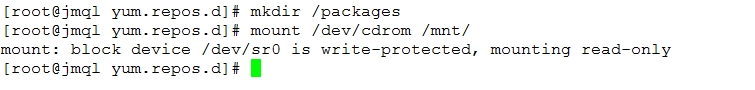 [root@jmql yum.repos.d]# mkdir /packages
[root@jmql yum.repos.d]# mount /dev/cdrom /mnt/
mount: block device /dev/sr0 is write-protected, mounting read-only
[root@jmql yum.repos.d]#